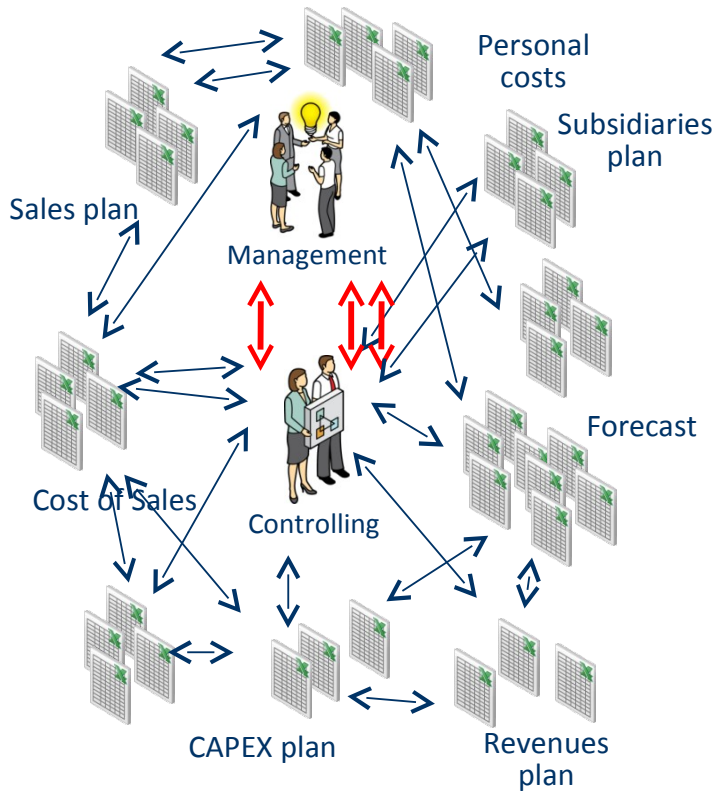 Personal
costs
Subsidiaries
plan
Sales plan
Management
Forecast
Cost of Sales
Controlling
CAPEX plan
Revenues
plan